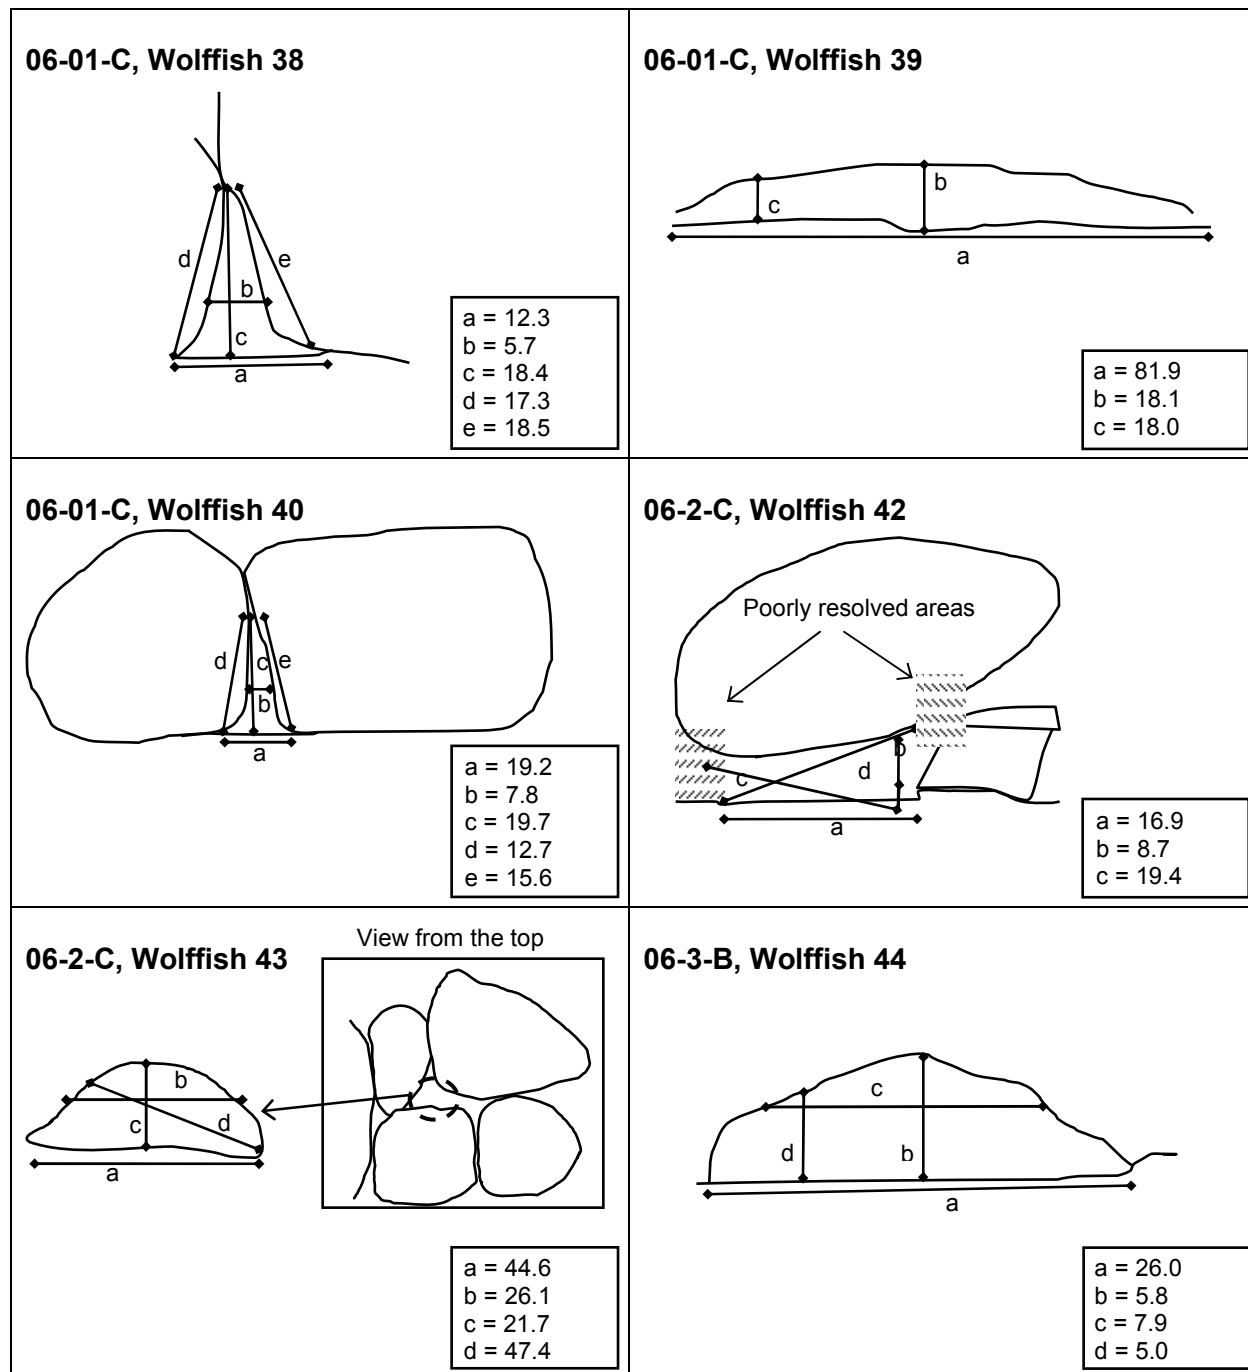 06-01-C, Wolffish 38
d
e
b
c
a
a = 12.3
b = 5.7
c = 18.4
d = 17.3
e = 18.5
06-01-C, Wolffish 39
b
c
a
a = 81.9
b = 18.1
c = 18.0
06-01-C, Wolffish 40
d
c
e
b
a
a = 19.2
b = 7.8
c = 19.7
d = 12.7
e = 15.6
06-2-C, Wolffish 42
Poorly resolved areas
b
c
d
a
a = 16.9
b = 8.7
c = 19.4
06-2-C, Wolffish 43
View from the top
b
c
d
a
a = 44.6
b = 26.1
c = 21.7
d = 47.4
06-3-B, Wolffish 44
c
d
b
a
a = 26.0
b = 5.8
c = 7.9
d = 5.0